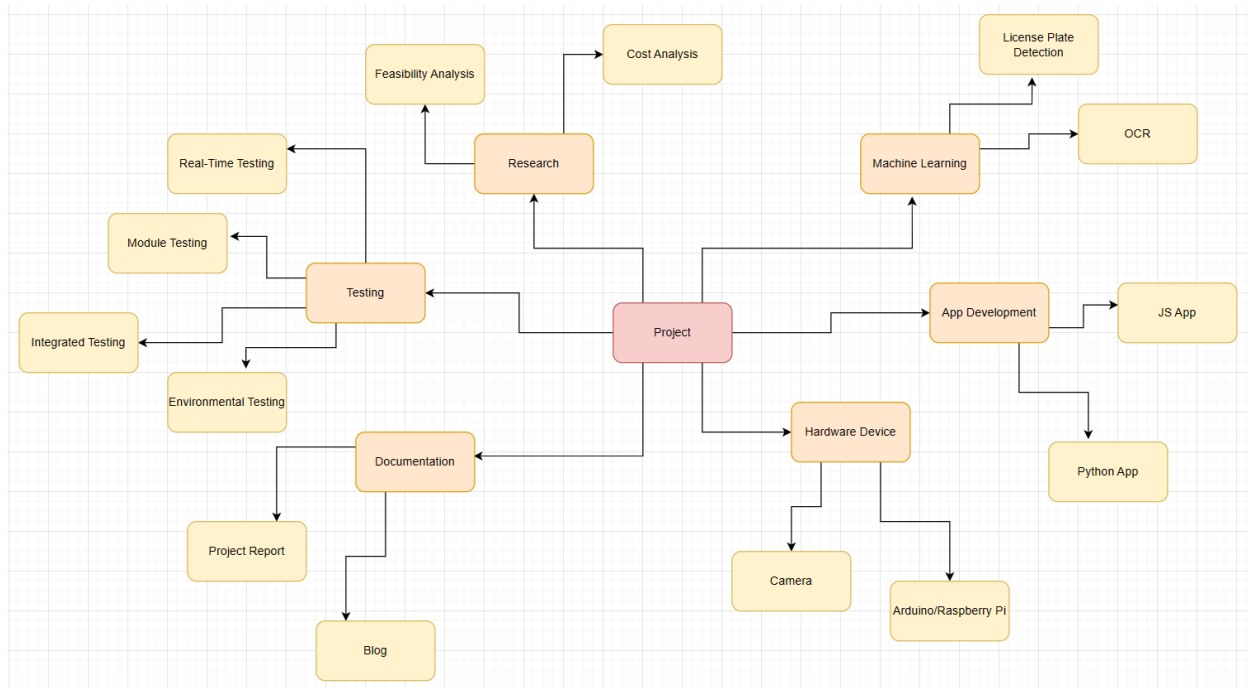 License Plate
Detection
Cost Analysis
Feasibility Analysis
OCR
Real-Time Testing
Research
Machine Learning
Module Testing
Testing
App Development
JS App
Project
Integrated Testing
Environmental Testing
Hardware Device
Documentation
Python App
Project Report
Camera
Arduino/Raspberry Pi
Blog